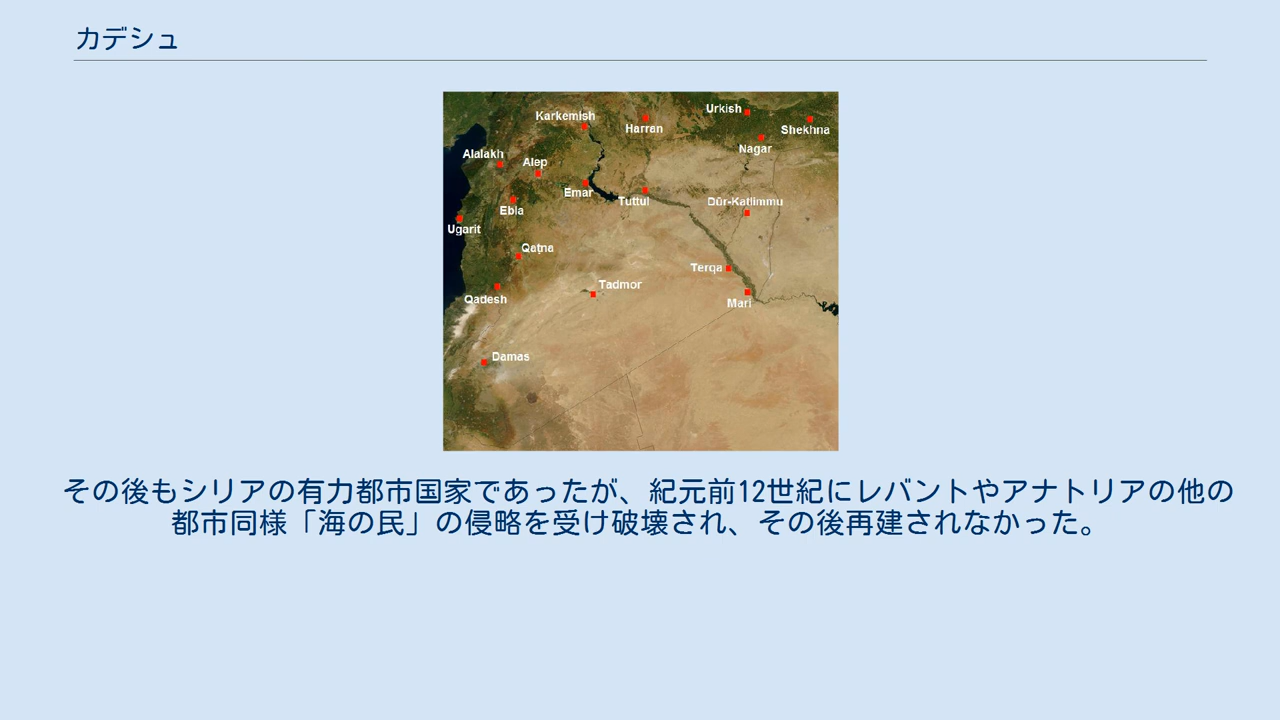 カデシュ
Karkemish
Harran
Urkish
Shekhna
Nagar
Alalakh
Alep
Emar
Tuttul
Dūr-Katlimmu
Ebla
Ugarit
Qatna
Terqa
Qadesh
Tadmor
Mari
Damas
その後もシリアの有力都市国家であったが、紀元前12世紀にレバントやアナトリアの他の
都市同様「海の民」の侵略を受け破壊され、その後再建されなかった。